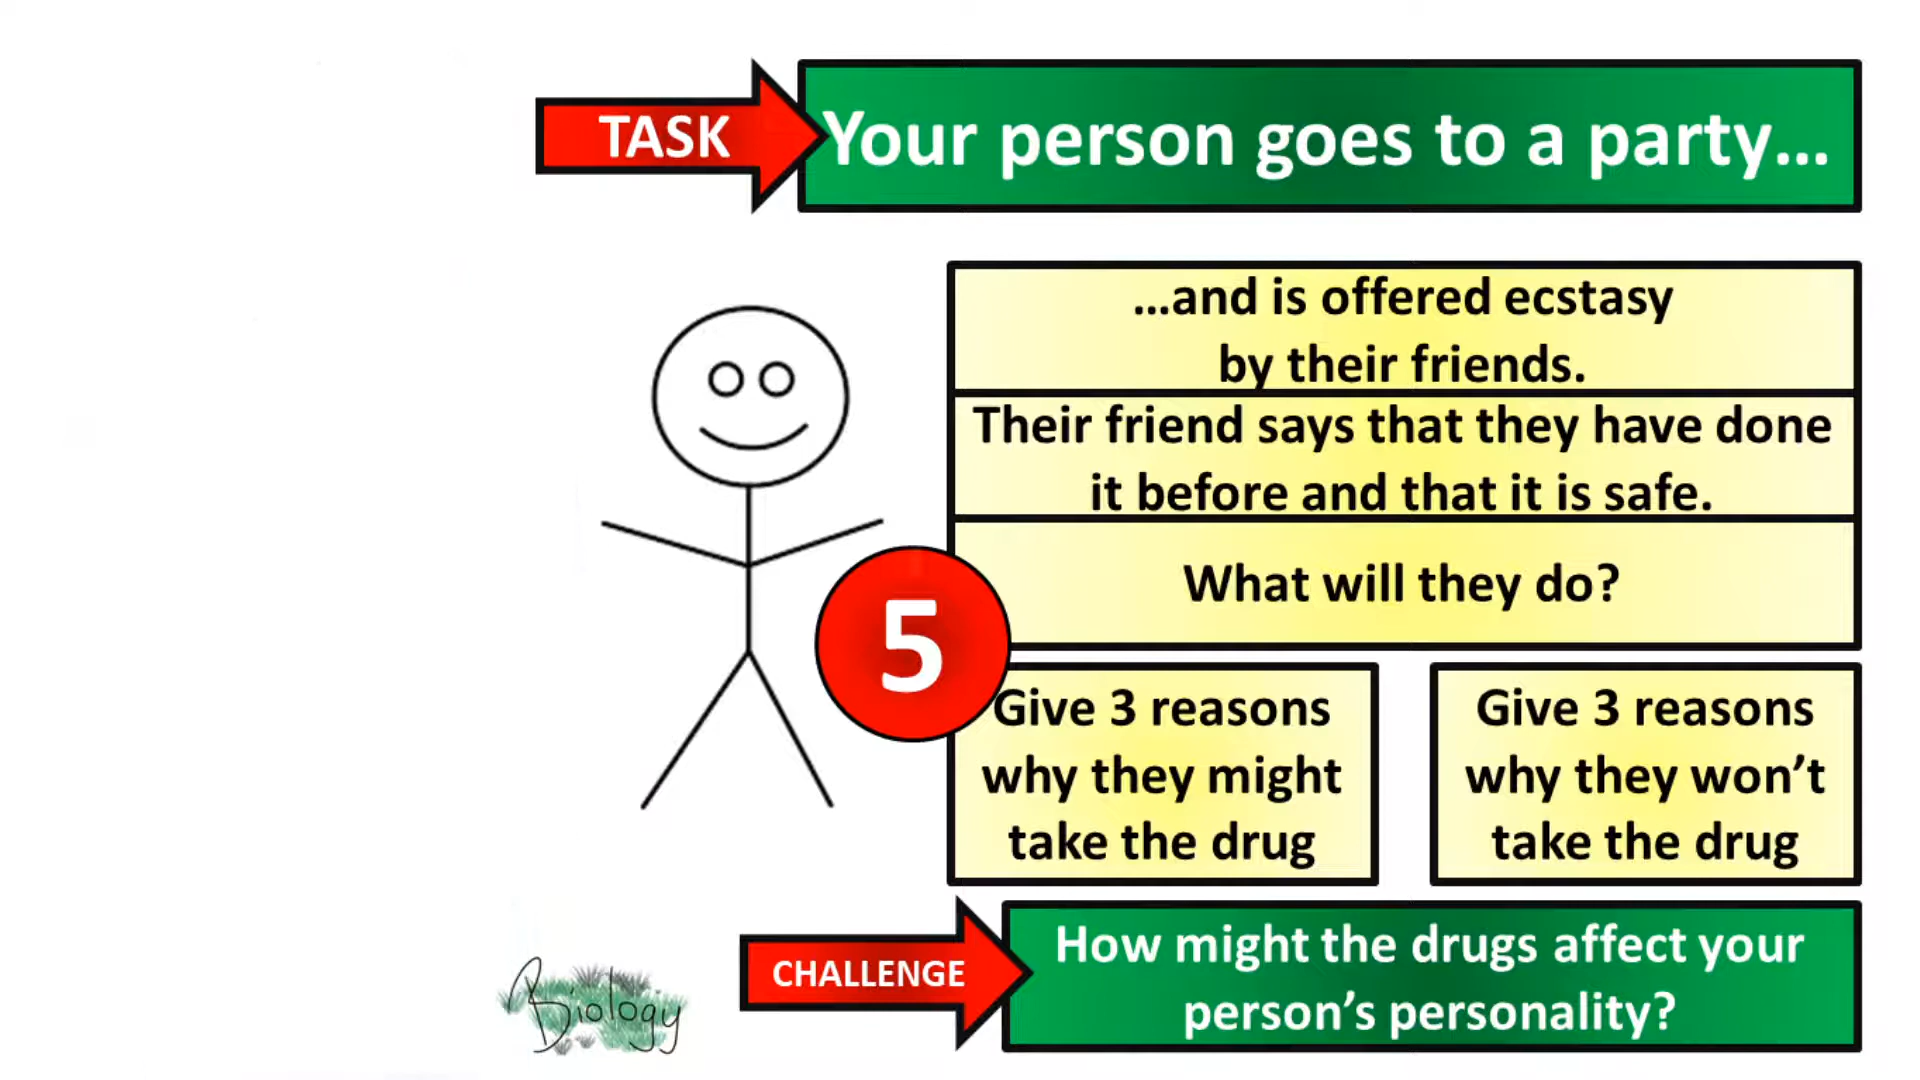 TASK
Your person goes to a party...
...and is offered ecstasy
by their friends.
Their friend says that they have done
it before and that it is safe.
What will they do?
5
Give 3 reasons
why they might
take the drug
Give 3 reasons
why they won't
take the drug
Biology
CHALLENGE
How might the drugs affect your
person's personality?